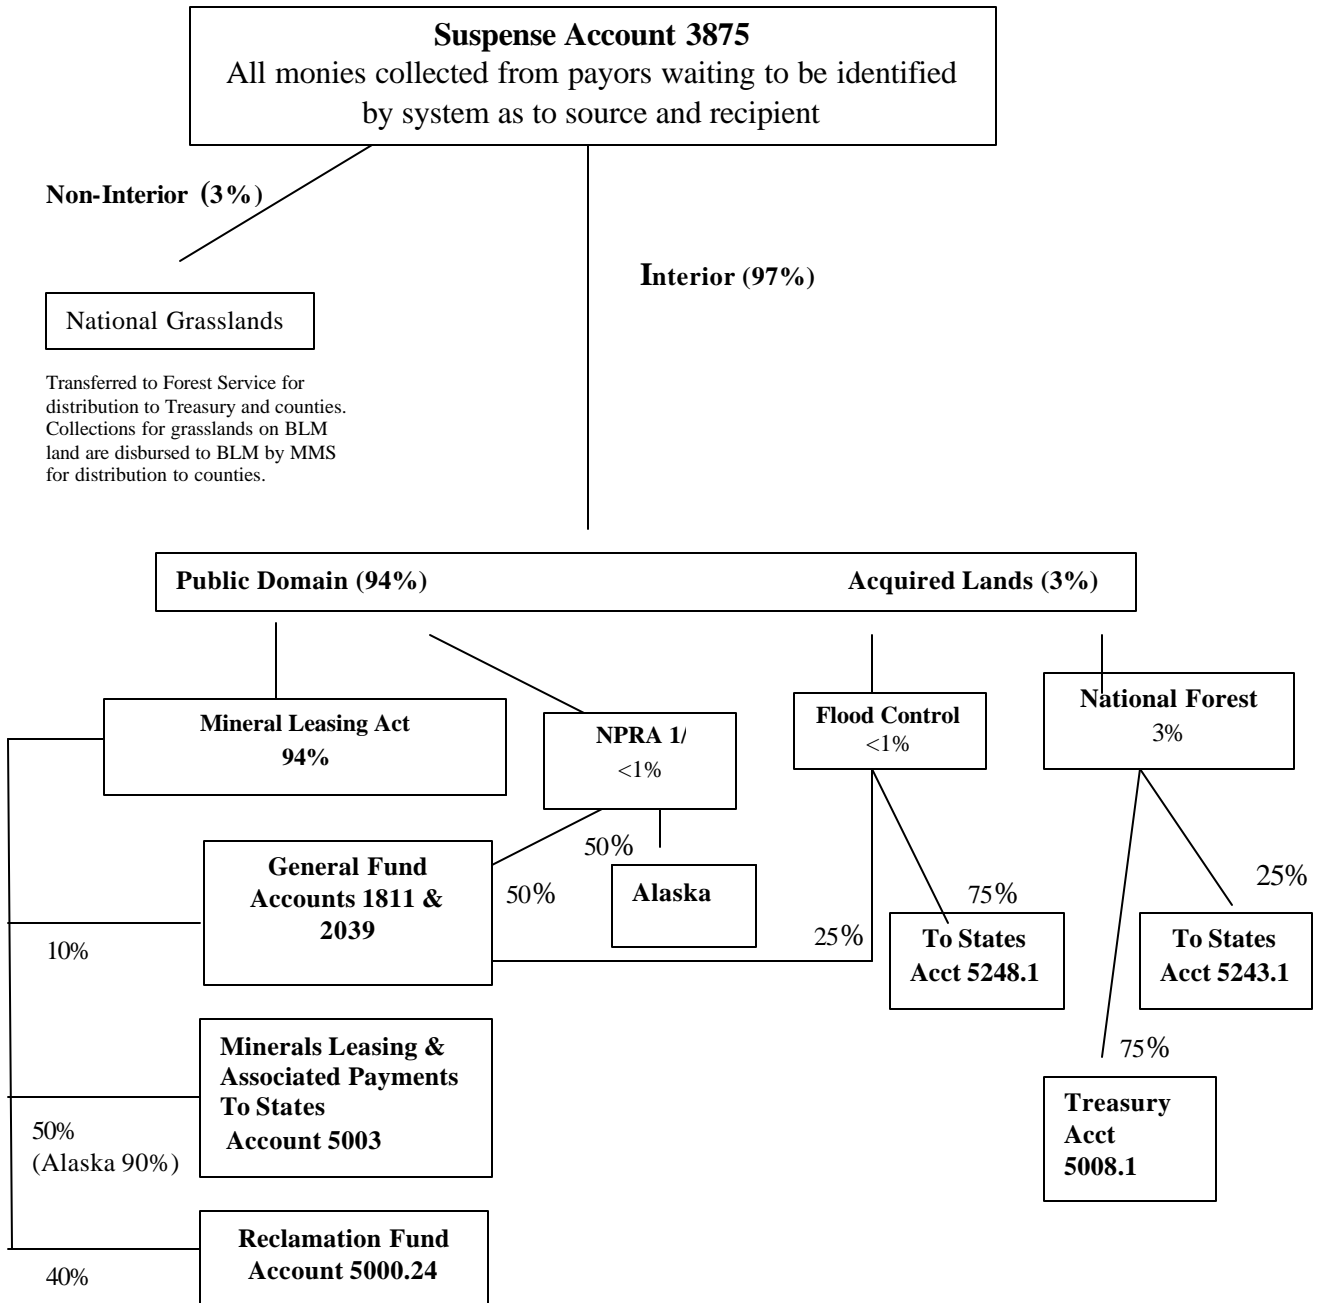 Suspense Account 3875
All monies collected from payors waiting to be identified
by system as to source and recipient
Non-Interior (3%)
Interior (97%)
National Grasslands
Transferred to Forest Service for
distribution to Treasury and counties.
Collections for grasslands on BLM
land are disbursed to BLM by MMS
for distribution to counties.
Public Domain (94%)
Acquired Lands (3%)
Mineral Leasing Act
94%
NPRA 1/
<1%
Flood Control
<1%
National Forest
3%
General Fund
Accounts 1811 &
2039
50%
50%
Alaska
10%
25%
75%
To States
Acct 5248.1
25%
To States
Acct 5243.1
75%
Treasury
Acct
5008.1
Minerals Leasing &
Associated Payments
To States
Account 5003
50%
(Alaska 90%)
Reclamation Fund
Account 5000.24
40%